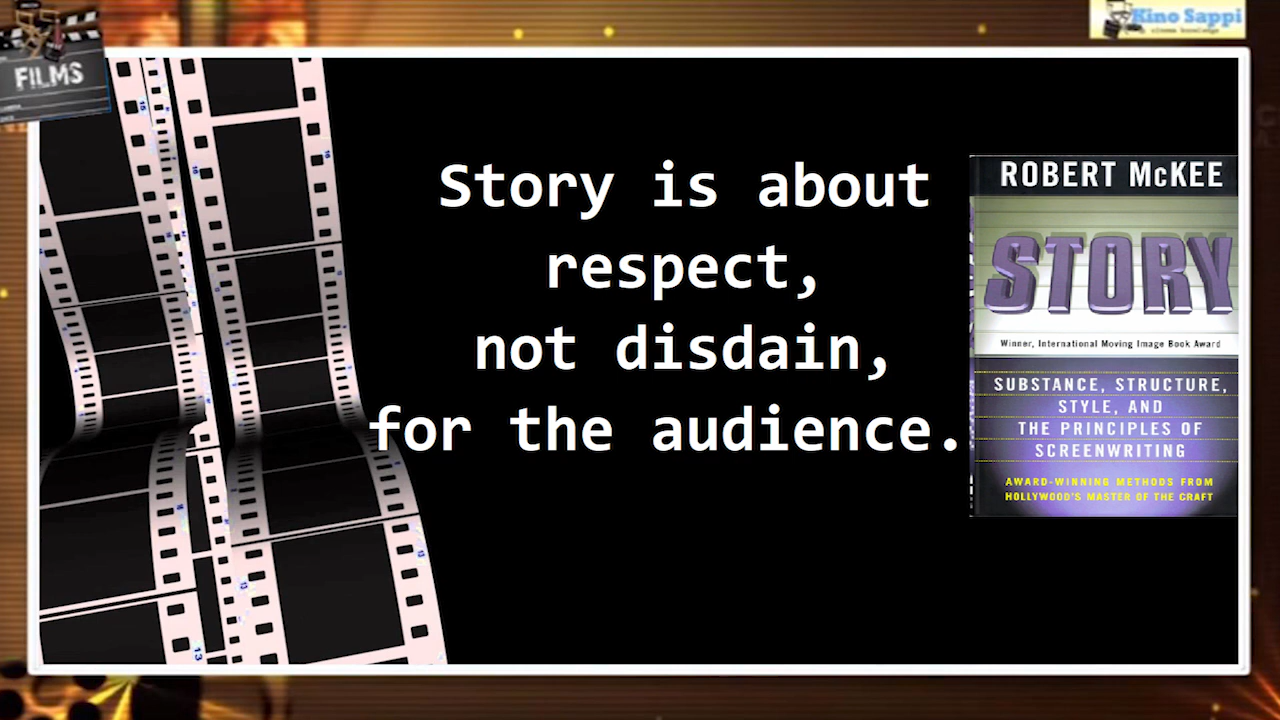 Kino Sappi
cinema knowledge
FILMS
Story is about
respect,
not disdain,
for the audience.
ROBERT McKEE
STORY
Winner, International Moving Image Book Award
SUBSTANCE, STRUCTURE,
STYLE, AND
THE PRINCIPLES OF
SCREENWRITING
AWARD-WINNING METHODS FROM
HOLLYWOOD'S MASTER OF THE CRAFT